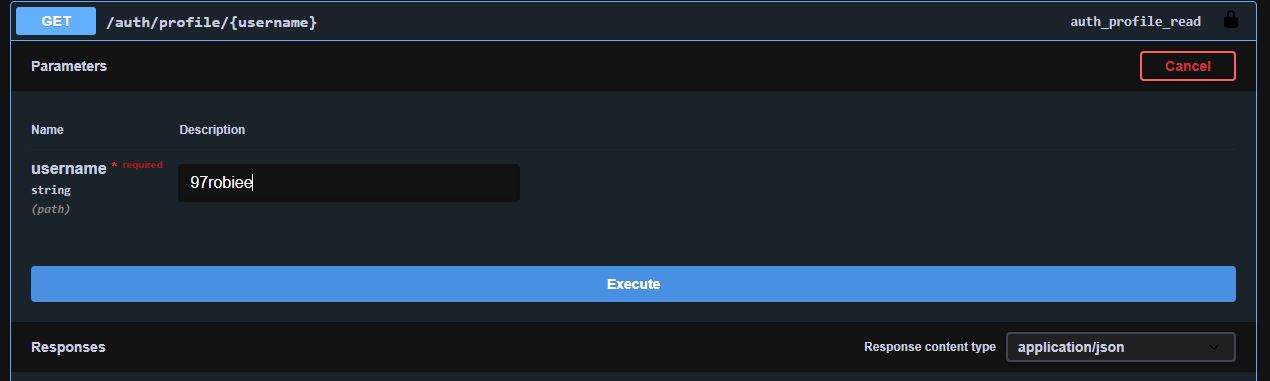 GET /auth/profile/{username} auth_profile_read
Parameters Cancel
Name Description
username * required 97robiee
string
(path)
Execute
Responses Response content type application/json